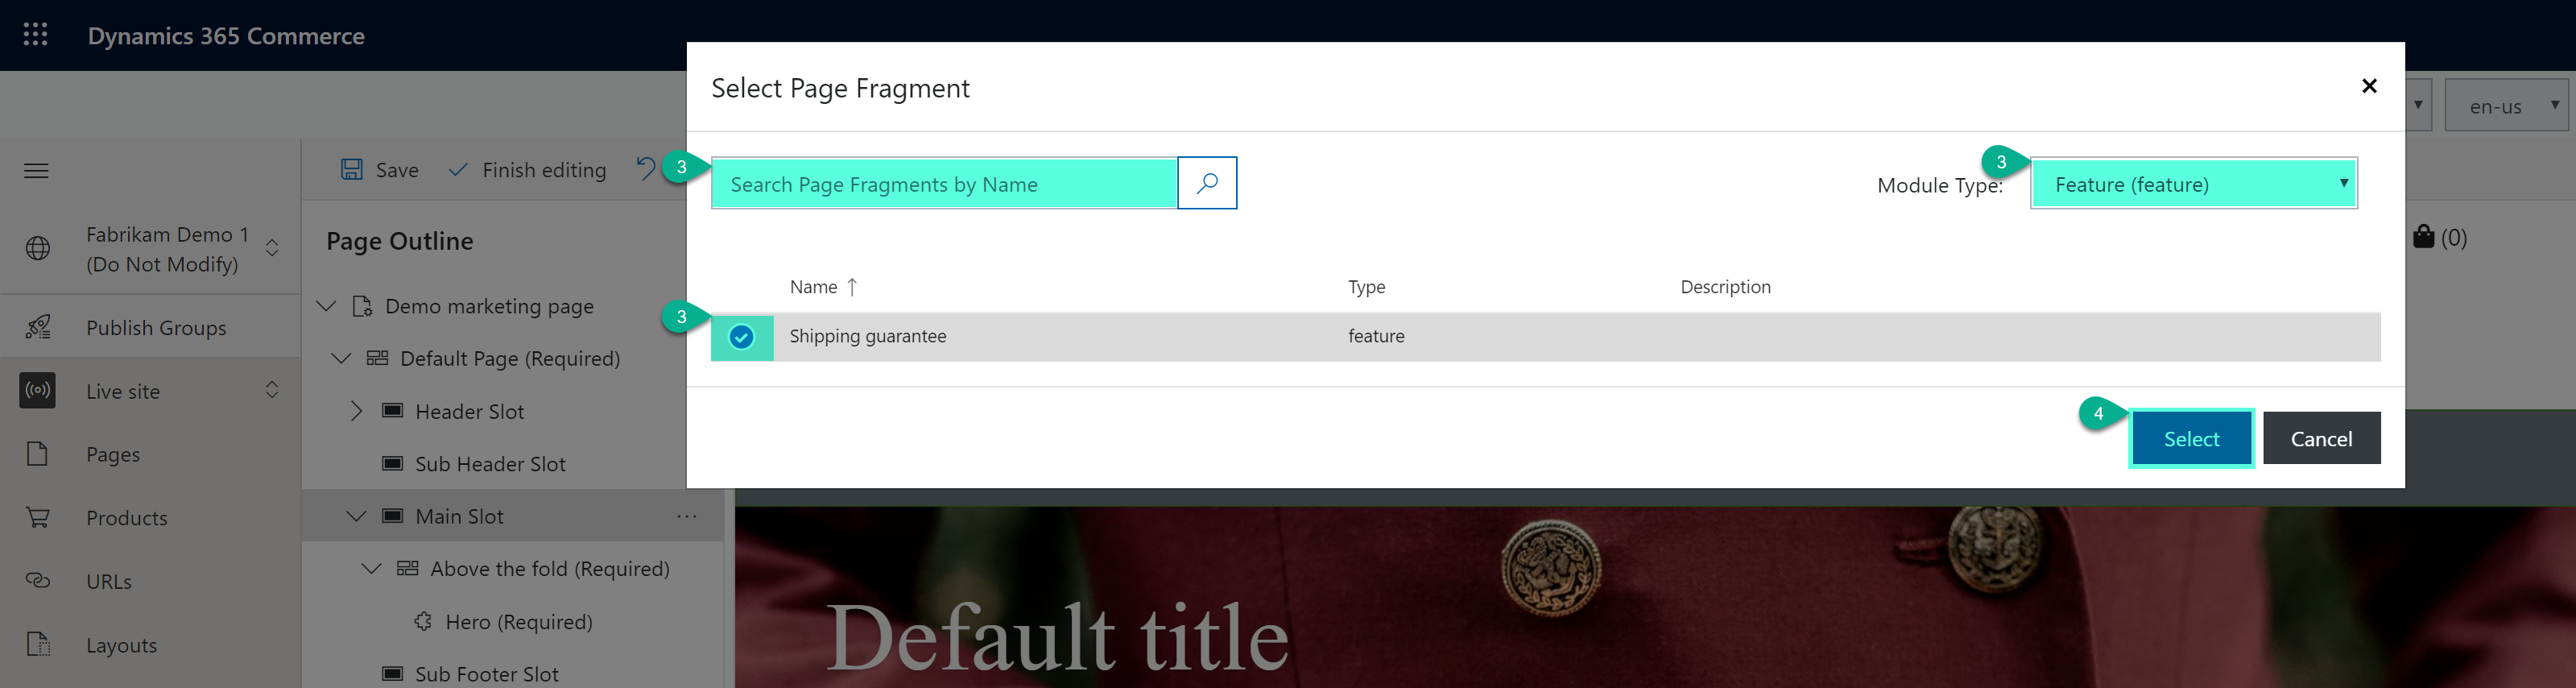 Dynamics 365 Commerce
Select Page Fragment
en-us
Save
Finish editing
3
Search Page Fragments by Name
Module Type:
3
Feature (feature)
Fabrikam Demo 1
(Do Not Modify)
Page Outline
(0)
Name ↑
Type
Description
Demo marketing page
Publish Groups
3
Shipping guarantee
feature
Default Page (Required)
Live site
Header Slot
4
Select
Cancel
Pages
Sub Header Slot
Products
Main Slot
...
URLs
Above the fold (Required)
Hero (Required)
Default title
Layouts
Sub Footer Slot